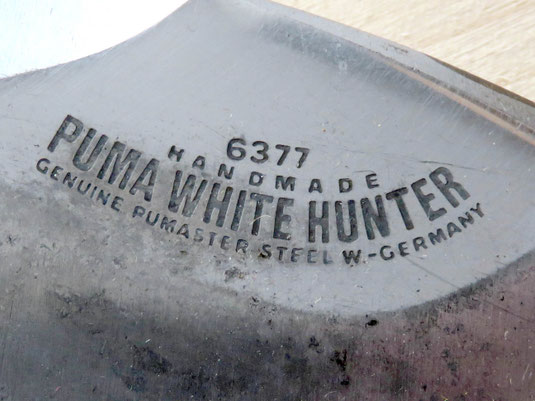 6377
HANDMADE
PUMA WHITE HUNTER
GENUINE PUMASTER STEEL W.-GERMANY